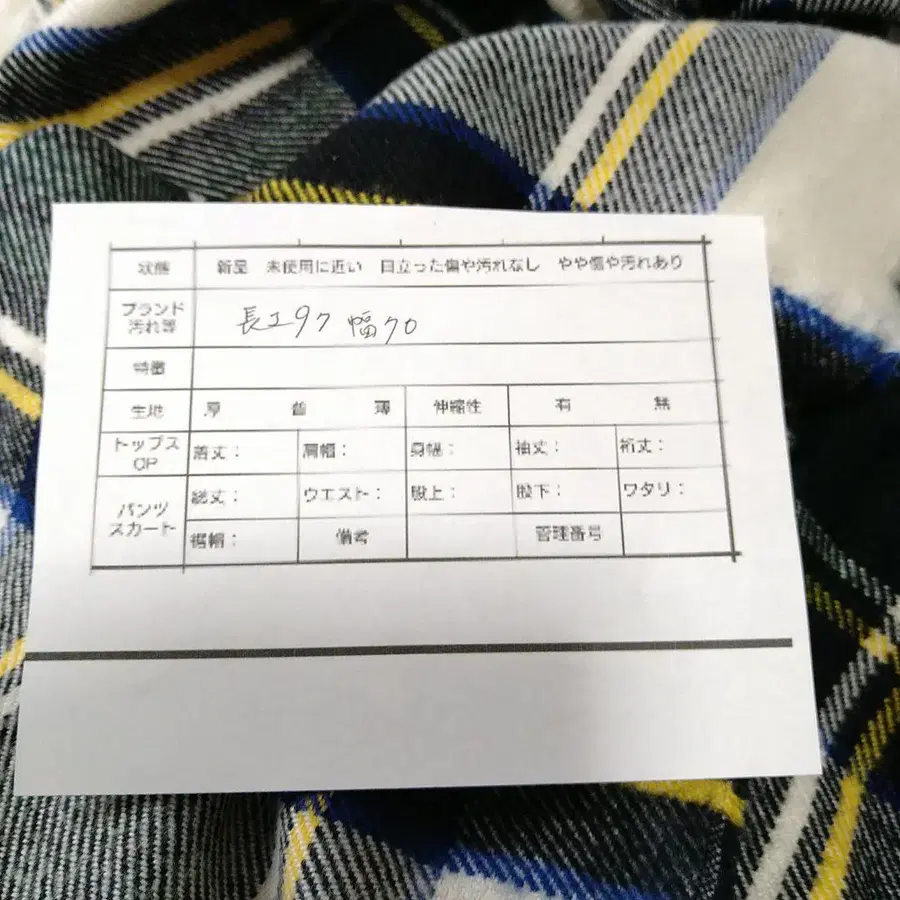 状態 新品 未使用に近い 目立った傷や汚れなし やや傷や汚れあり
ブランド
汚れ等
長エ97 幅70
特徴
生地 厚 普 薄 伸縮性 有 無
トップス
OP
着丈: 肩幅: 身幅: 袖丈: 裄丈:
パンツ
スカート
総丈: ウエスト: 股上: 股下: ワタリ:
裾幅: 備考 管理番号